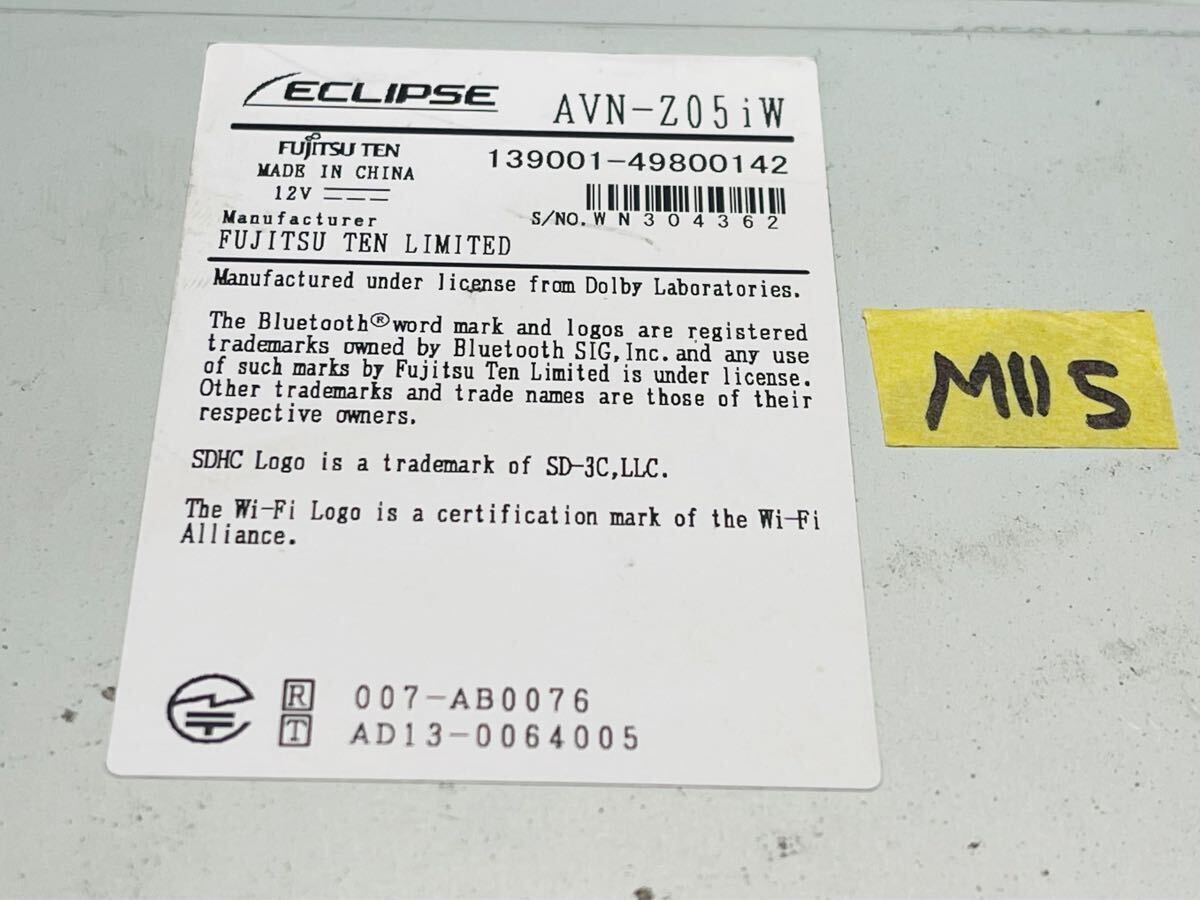 ECLIPSE AVN-Z05iW
FUJITSU TEN
MADE IN CHINA
12V
139001-49800142
S/NO. WN304362
Manufacturer
FUJITSU TEN LIMITED
Manufactured under license from Dolby Laboratories.
The Bluetooth® word mark and logos are registered
trademarks owned by Bluetooth SIG, Inc. and any use
of such marks by Fujitsu Ten Limited is under license.
Other trademarks and trade names are those of their
respective owners.
SDHC Logo is a trademark of SD-3C,LLC.
The Wi-Fi Logo is a certification mark of the Wi-Fi
Alliance.
R 007-AB0076
T AD13-0064005
M11S